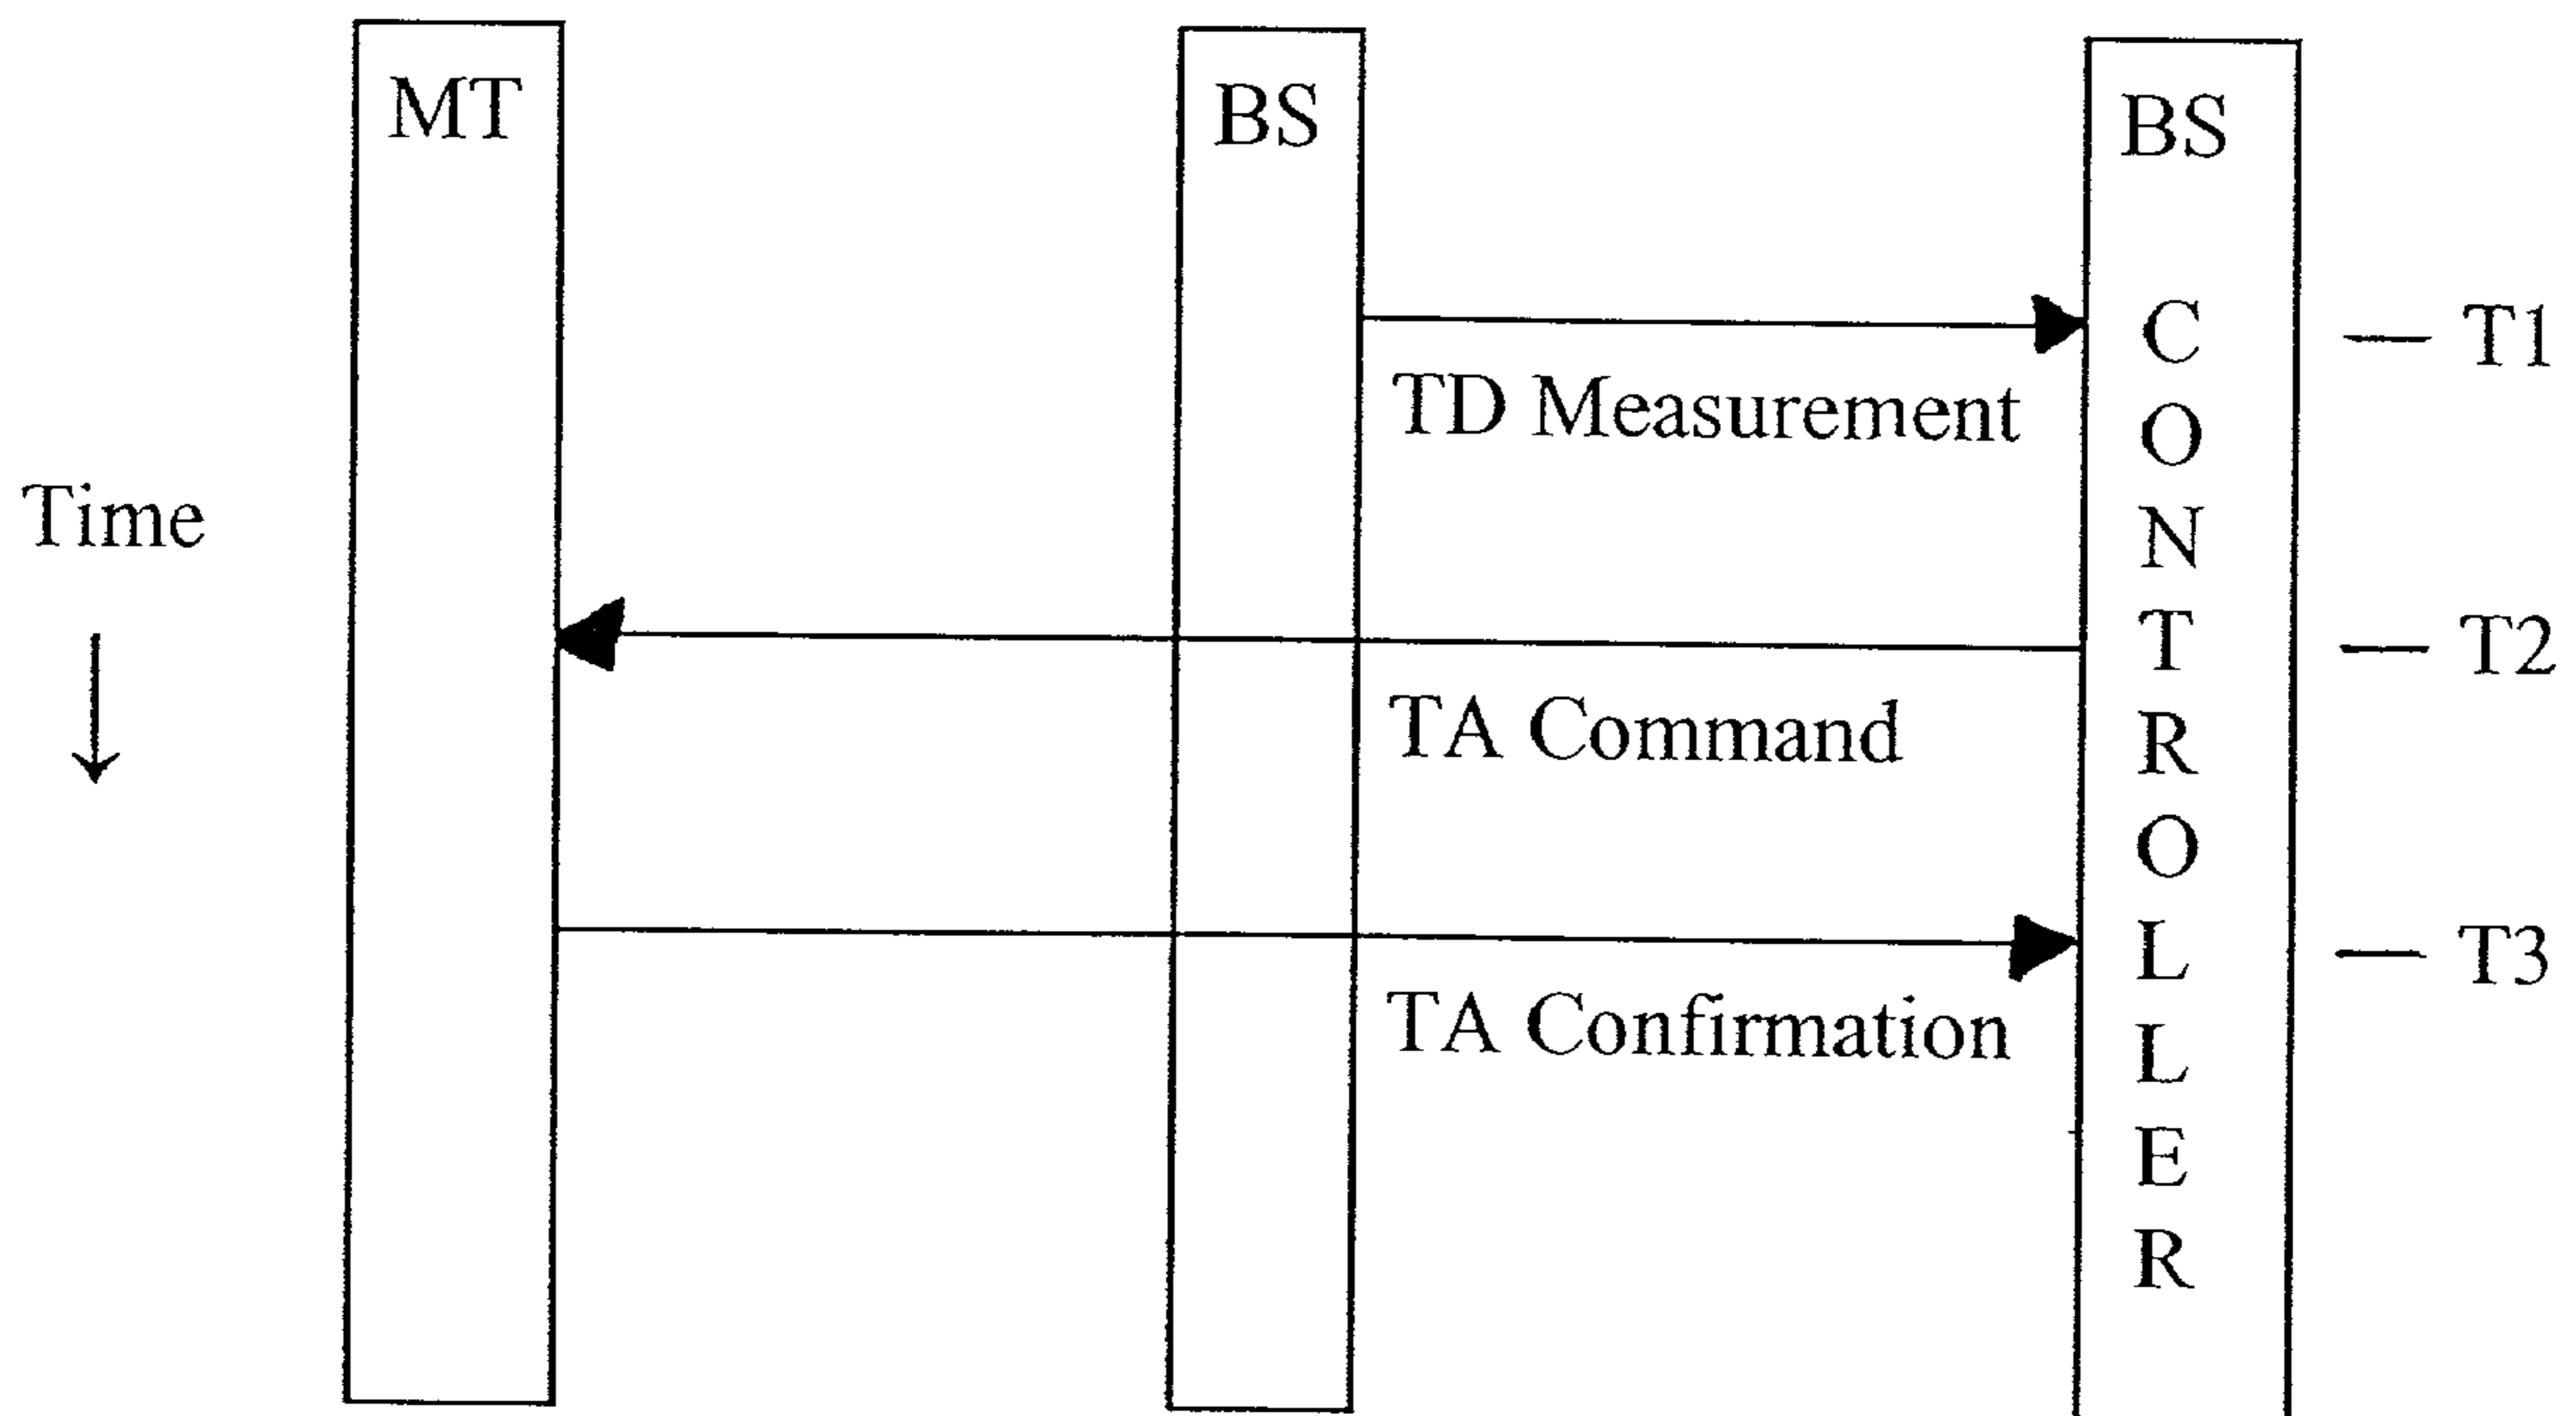 MT
BS
BS
CONTROLLER
T1
TD Measurement
Time
T2
TA Command
T3
TA Confirmation